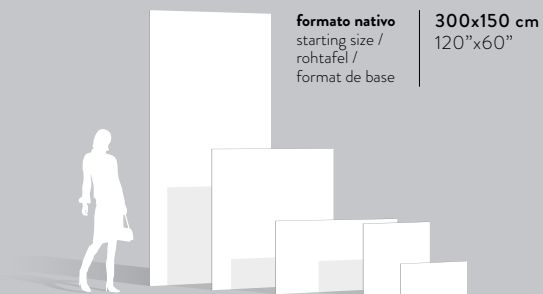 formato nativo
starting size /
rohtafel /
format de base
300x150 cm
120”x60”